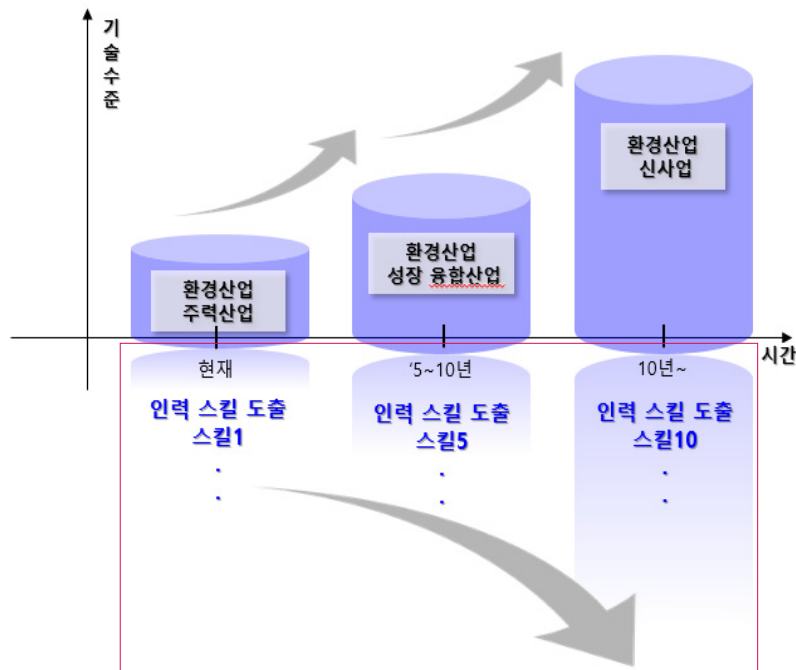 기술수준
환경산업
신사업
환경산업
성장 융합산업
환경산업
주력산업
시간
현재
'5~10년
10년~
인력 스킬 도출
스킬1
.
.
인력 스킬 도출
스킬5
.
.
인력 스킬 도출
스킬10
.
.